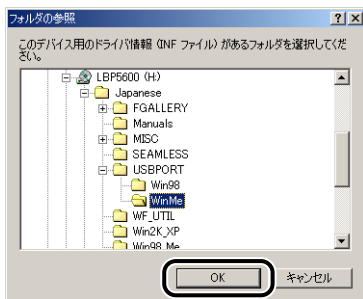 フォルダの参照
このデバイス用のドライバ情報 (INF ファイル) があるフォルダを選択してくだ
さい。
LBP5600 (H:)
Japanese
FGALLERY
Manuals
MISC
SEAMLESS
USBPORT
Win98
WinMe
WF_UTIL
Win2K_XP
Win98_Me
OK キャンセル